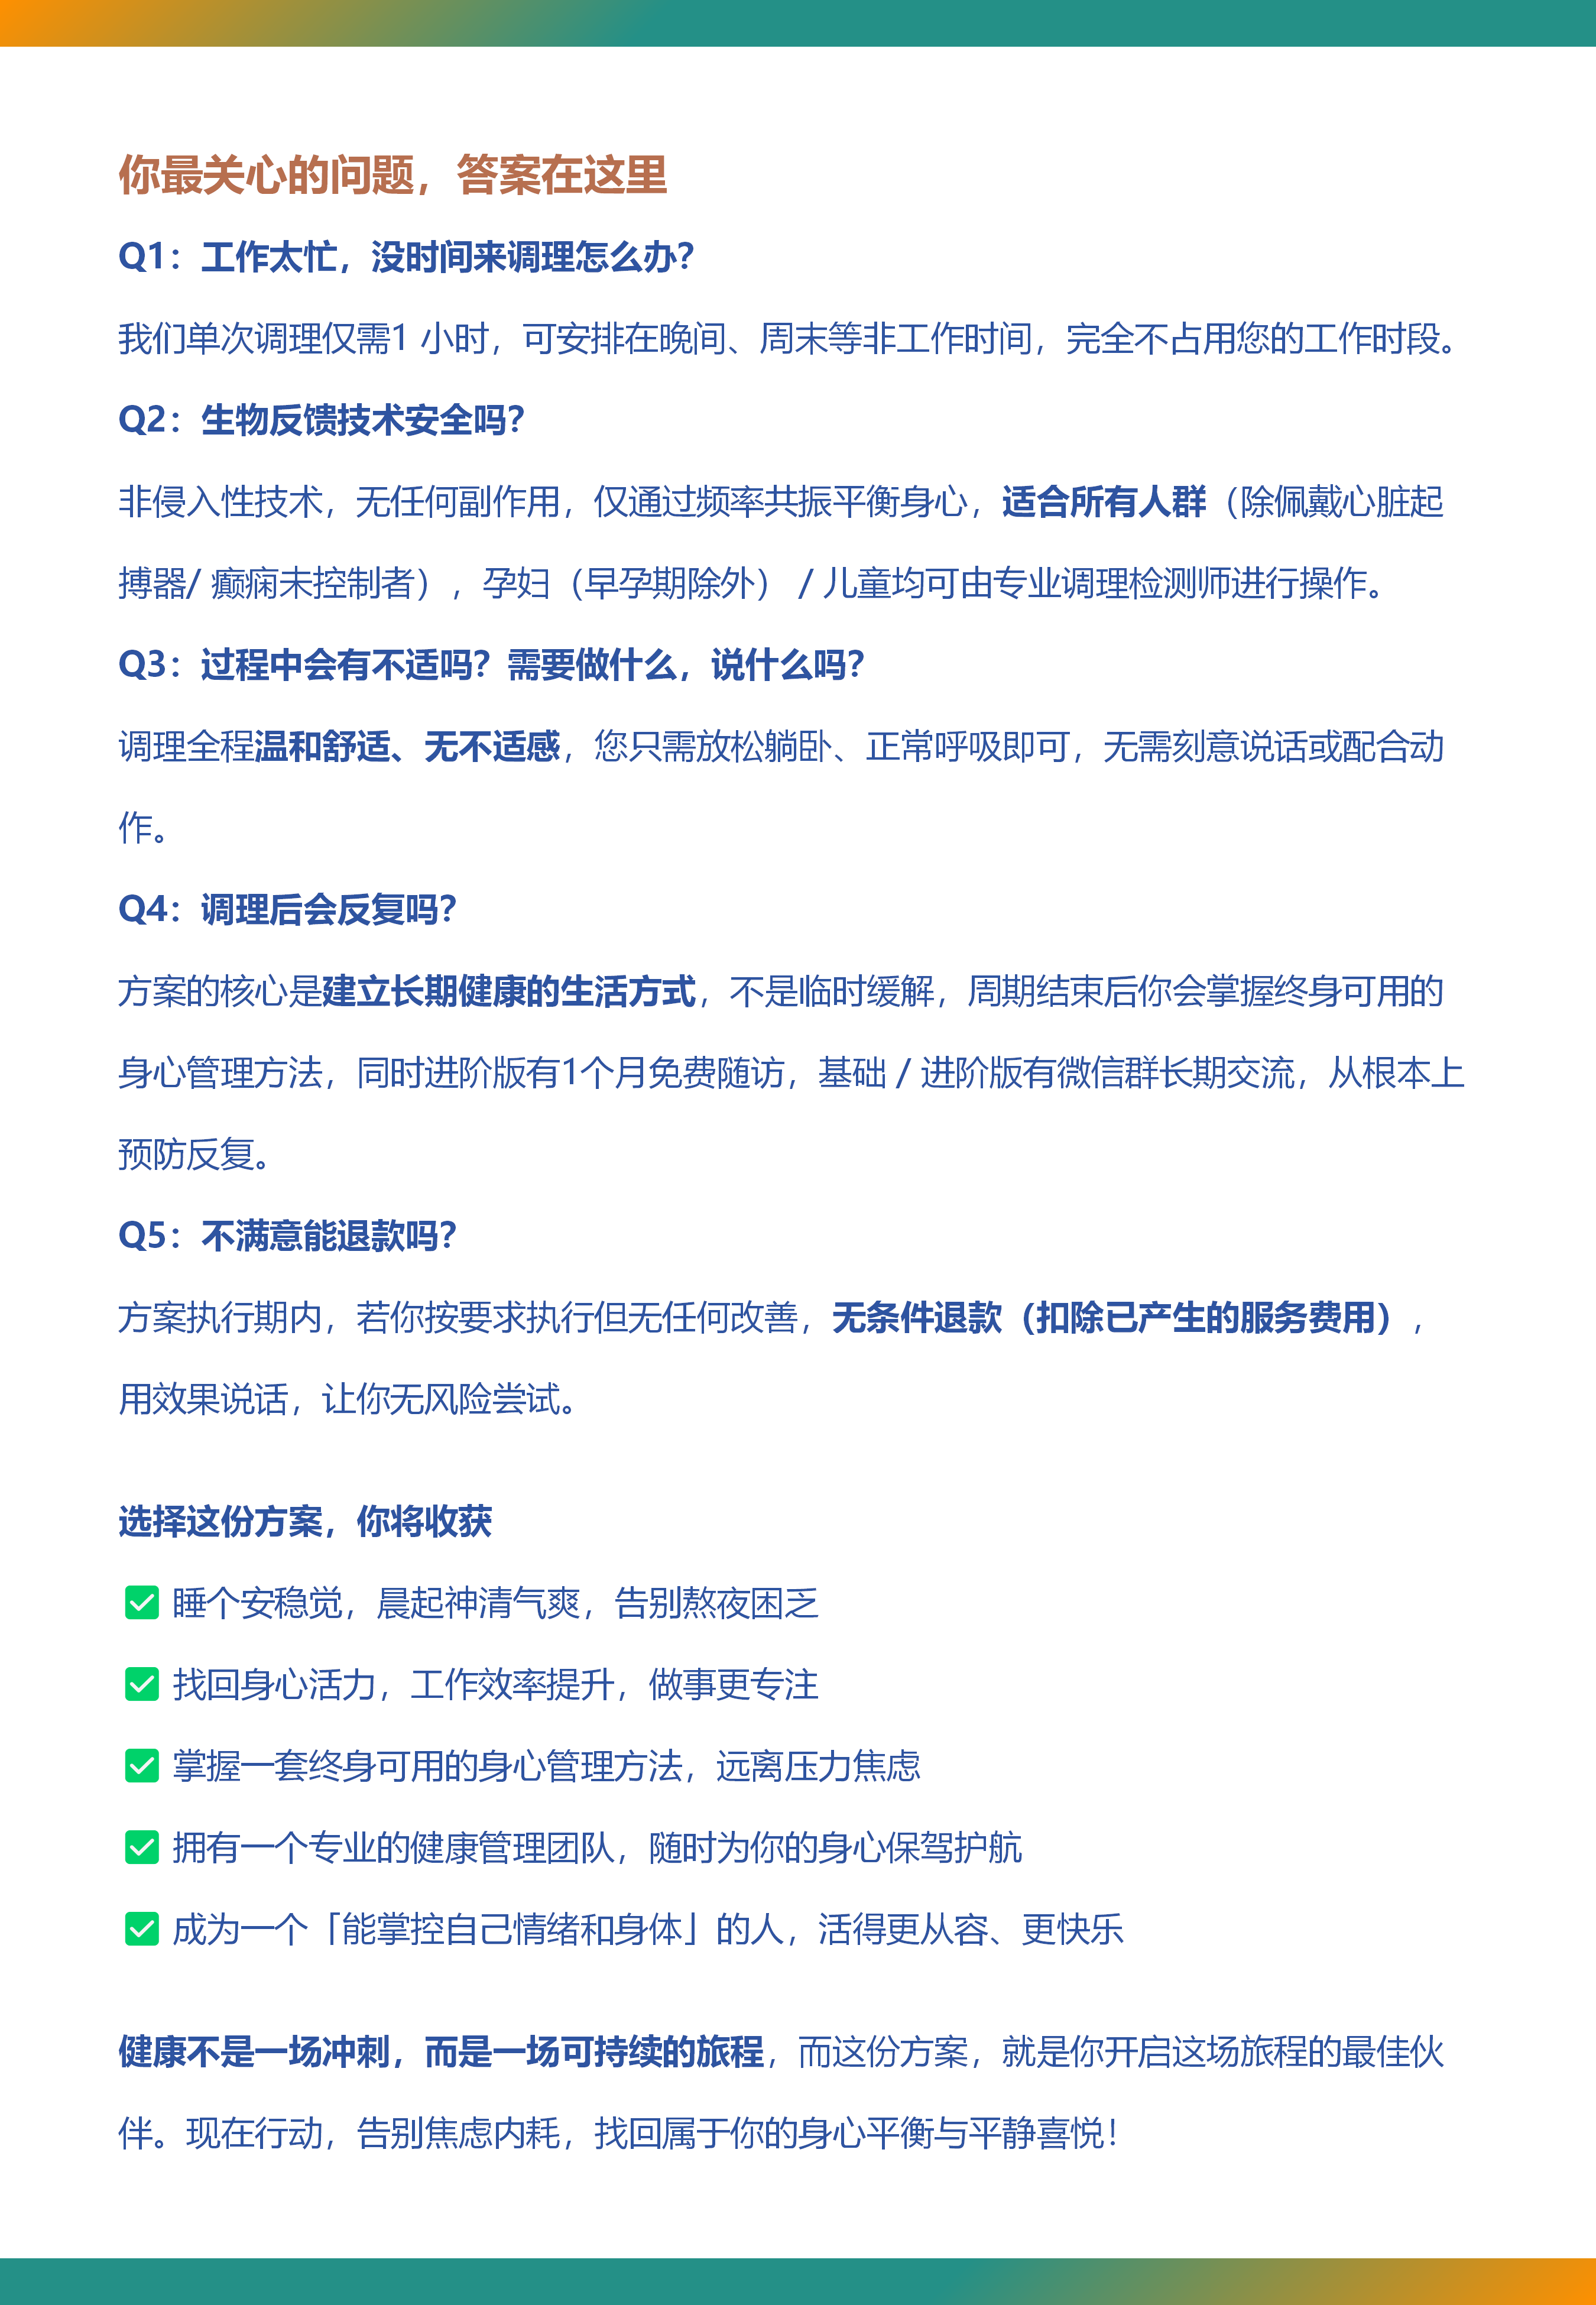 你最关心的问题，答案在这里
Q1：工作太忙，没时间来调理怎么办？
我们单次调理仅需1 小时，可安排在晚间、周末等非工作时间，完全不占用您的工作时段。
Q2：生物反馈技术安全吗？
非侵入性技术，无任何副作用，仅通过频率共振平衡身心，适合所有人群（除佩戴心脏起
搏器/ 癫痫未控制者），孕妇（早孕期除外） / 儿童均可由专业调理检测师进行操作。
Q3：过程中会有不适吗？需要做什么，说什么吗？
调理全程温和舒适、无不适感，您只需放松躺卧、正常呼吸即可，无需刻意说话或配合动
作。
Q4：调理后会反复吗？
方案的核心是建立长期健康的生活方式，不是临时缓解，周期结束后你会掌握终身可用的
身心管理方法，同时进阶版有1个月免费随访，基础 / 进阶版有微信群长期交流，从根本上
预防反复。
Q5：不满意能退款吗？
方案执行期内，若你按要求执行但无任何改善，无条件退款（扣除已产生的服务费用），
用效果说话，让你无风险尝试。
选择这份方案，你将收获
✅ 睡个安稳觉，晨起神清气爽，告别熬夜困乏
✅ 找回身心活力，工作效率提升，做事更专注
✅ 掌握一套终身可用的身心管理方法，远离压力焦虑
✅ 拥有一个专业的健康管理团队，随时为你的身心保驾护航
✅ 成为一个「能掌控自己情绪和身体」的人，活得更从容、更快乐
健康不是一场冲刺，而是一场可持续的旅程，而这份方案，就是你开启这场旅程的最佳伙
伴。现在行动，告别焦虑内耗，找回属于你的身心平衡与平静喜悦！